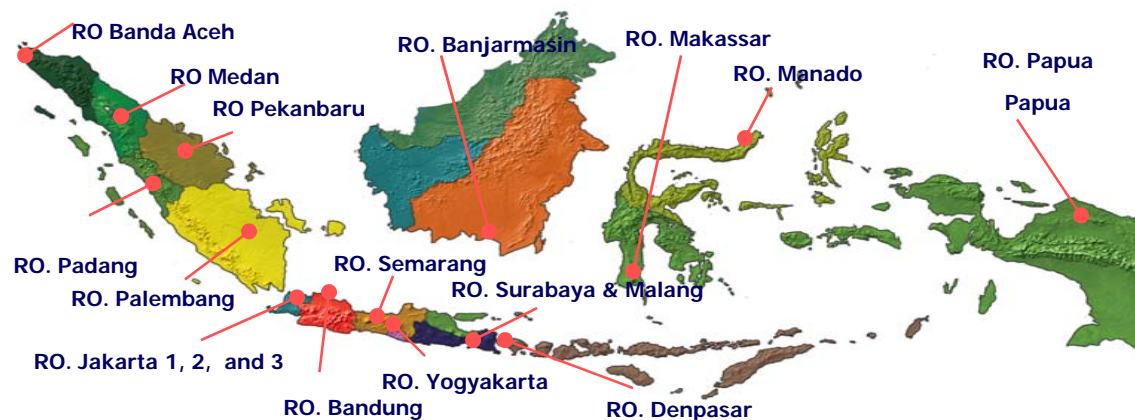 RO Banda Aceh
RO. Banjarmasin
RO. Makassar
RO. Manado
RO. Papua
Papua
RO Medan
RO Pekanbaru
RO. Padang
RO. Palembang
RO. Semarang
RO. Surabaya & Malang
RO. Jakarta 1, 2, and 3
RO. Yogyakarta
RO. Bandung
RO. Denpasar